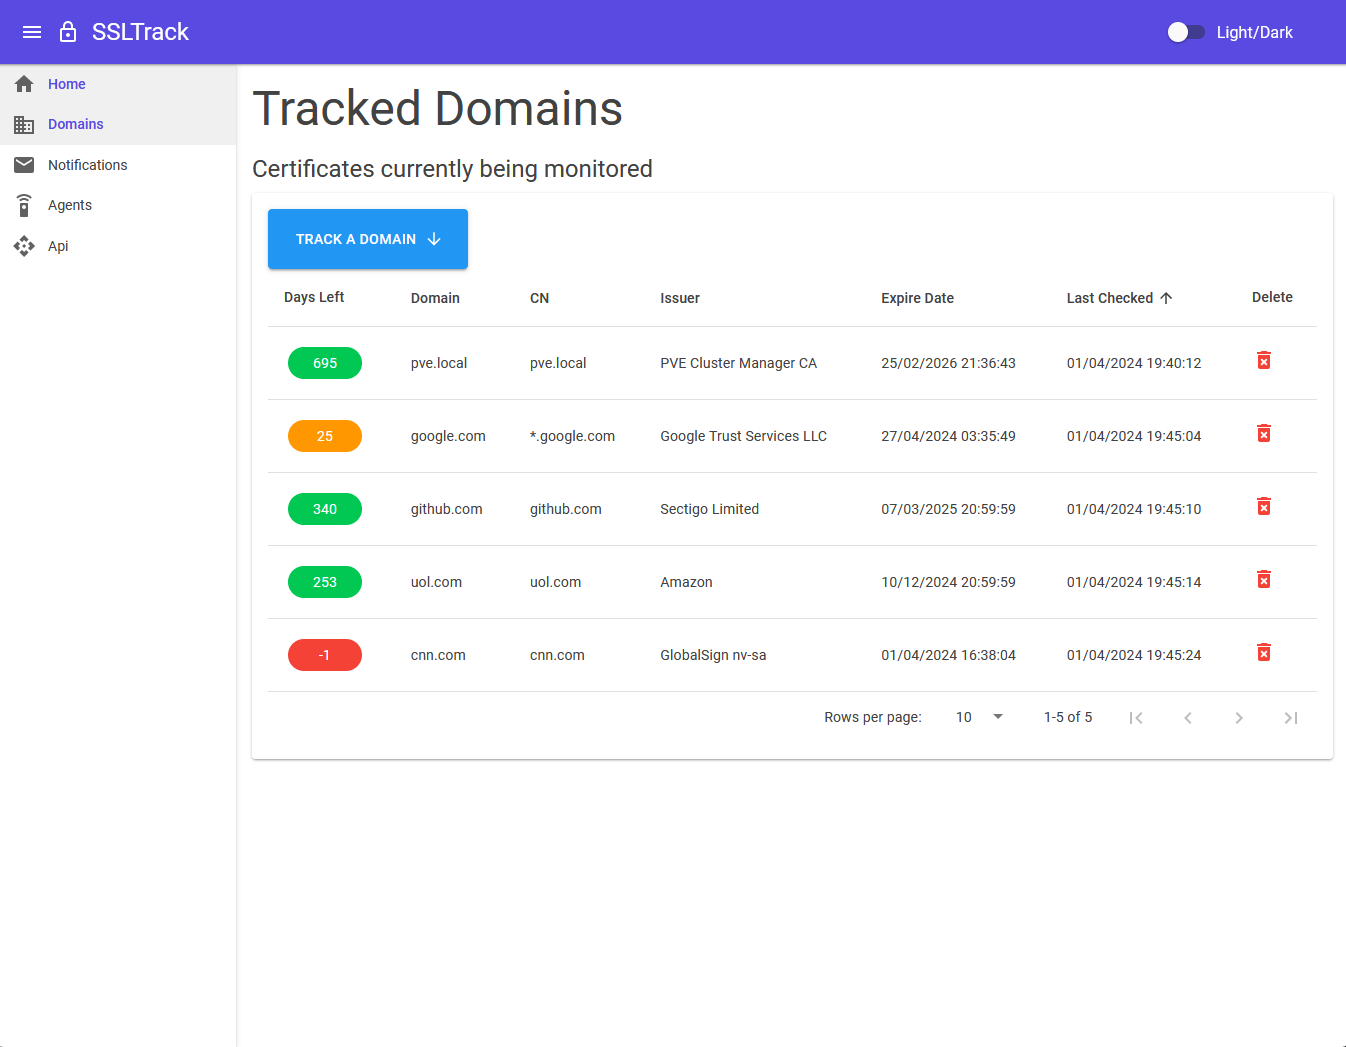 SSLTrack
Light/Dark
Home
Domains
Notifications
Agents
Api
Tracked Domains
Certificates currently being monitored
TRACK A DOMAIN
Days Left Domain CN Issuer Expire Date Last Checked Delete
695 pve.local pve.local PVE Cluster Manager CA 25/02/2026 21:36:43 01/04/2024 19:40:12
25 google.com *.google.com Google Trust Services LLC 27/04/2024 03:35:49 01/04/2024 19:45:04
340 github.com github.com Sectigo Limited 07/03/2025 20:59:59 01/04/2024 19:45:10
253 uol.com uol.com Amazon 10/12/2024 20:59:59 01/04/2024 19:45:14
-1 cnn.com cnn.com GlobalSign nv-sa 01/04/2024 16:38:04 01/04/2024 19:45:24
Rows per page: 10 1-5 of 5